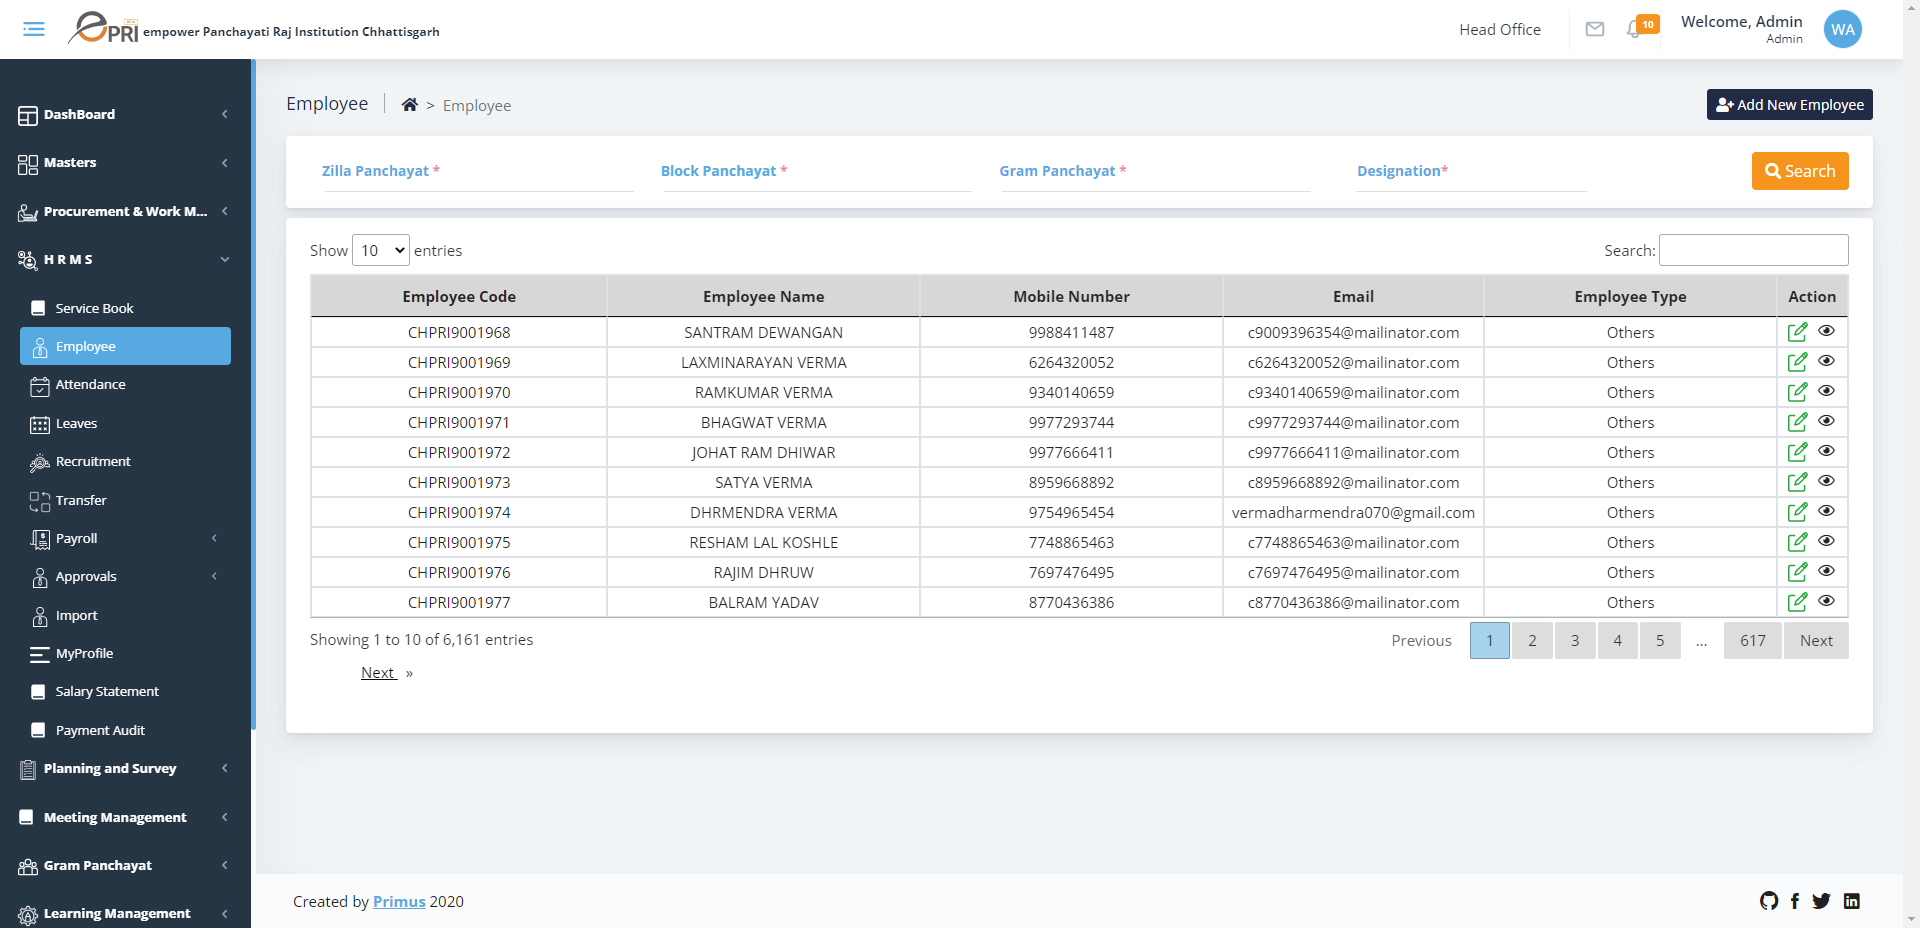 ePRI empower Panchayati Raj Institution Chhattisgarh
Head Office
10
Welcome, Admin
Admin
WA
DashBoard
Masters
Procurement & Work M...
H R M S
Service Book
Employee
Attendance
Leaves
Recruitment
Transfer
Payroll
Approvals
Import
MyProfile
Salary Statement
Payment Audit
Planning and Survey
Meeting Management
Gram Panchayat
Learning Management
Employee > Employee
Add New Employee
Zilla Panchayat * Block Panchayat * Gram Panchayat * Designation* Search
Show 10 entries Search:
Employee Code Employee Name Mobile Number Email Employee Type Action
CHPRI9001968 SANTRAM DEWANGAN 9988411487 c9009396354@mailinator.com Others
CHPRI9001969 LAXMINARAYAN VERMA 6264320052 c6264320052@mailinator.com Others
CHPRI9001970 RAMKUMAR VERMA 9340140659 c9340140659@mailinator.com Others
CHPRI9001971 BHAGWAT VERMA 9977293744 c9977293744@mailinator.com Others
CHPRI9001972 JOHAT RAM DHIWAR 9977666411 c9977666411@mailinator.com Others
CHPRI9001973 SATYA VERMA 8959668892 c8959668892@mailinator.com Others
CHPRI9001974 DHRMENDRA VERMA 9754965454 vermadharmendra070@gmail.com Others
CHPRI9001975 RESHAM LAL KOSHLE 7748865463 c7748865463@mailinator.com Others
CHPRI9001976 RAJIM DHRUW 7697476495 c7697476495@mailinator.com Others
CHPRI9001977 BALRAM YADAV 8770436386 c8770436386@mailinator.com Others
Showing 1 to 10 of 6,161 entries Previous 1 2 3 4 5 ... 617 Next
Next »
Created by Primus 2020